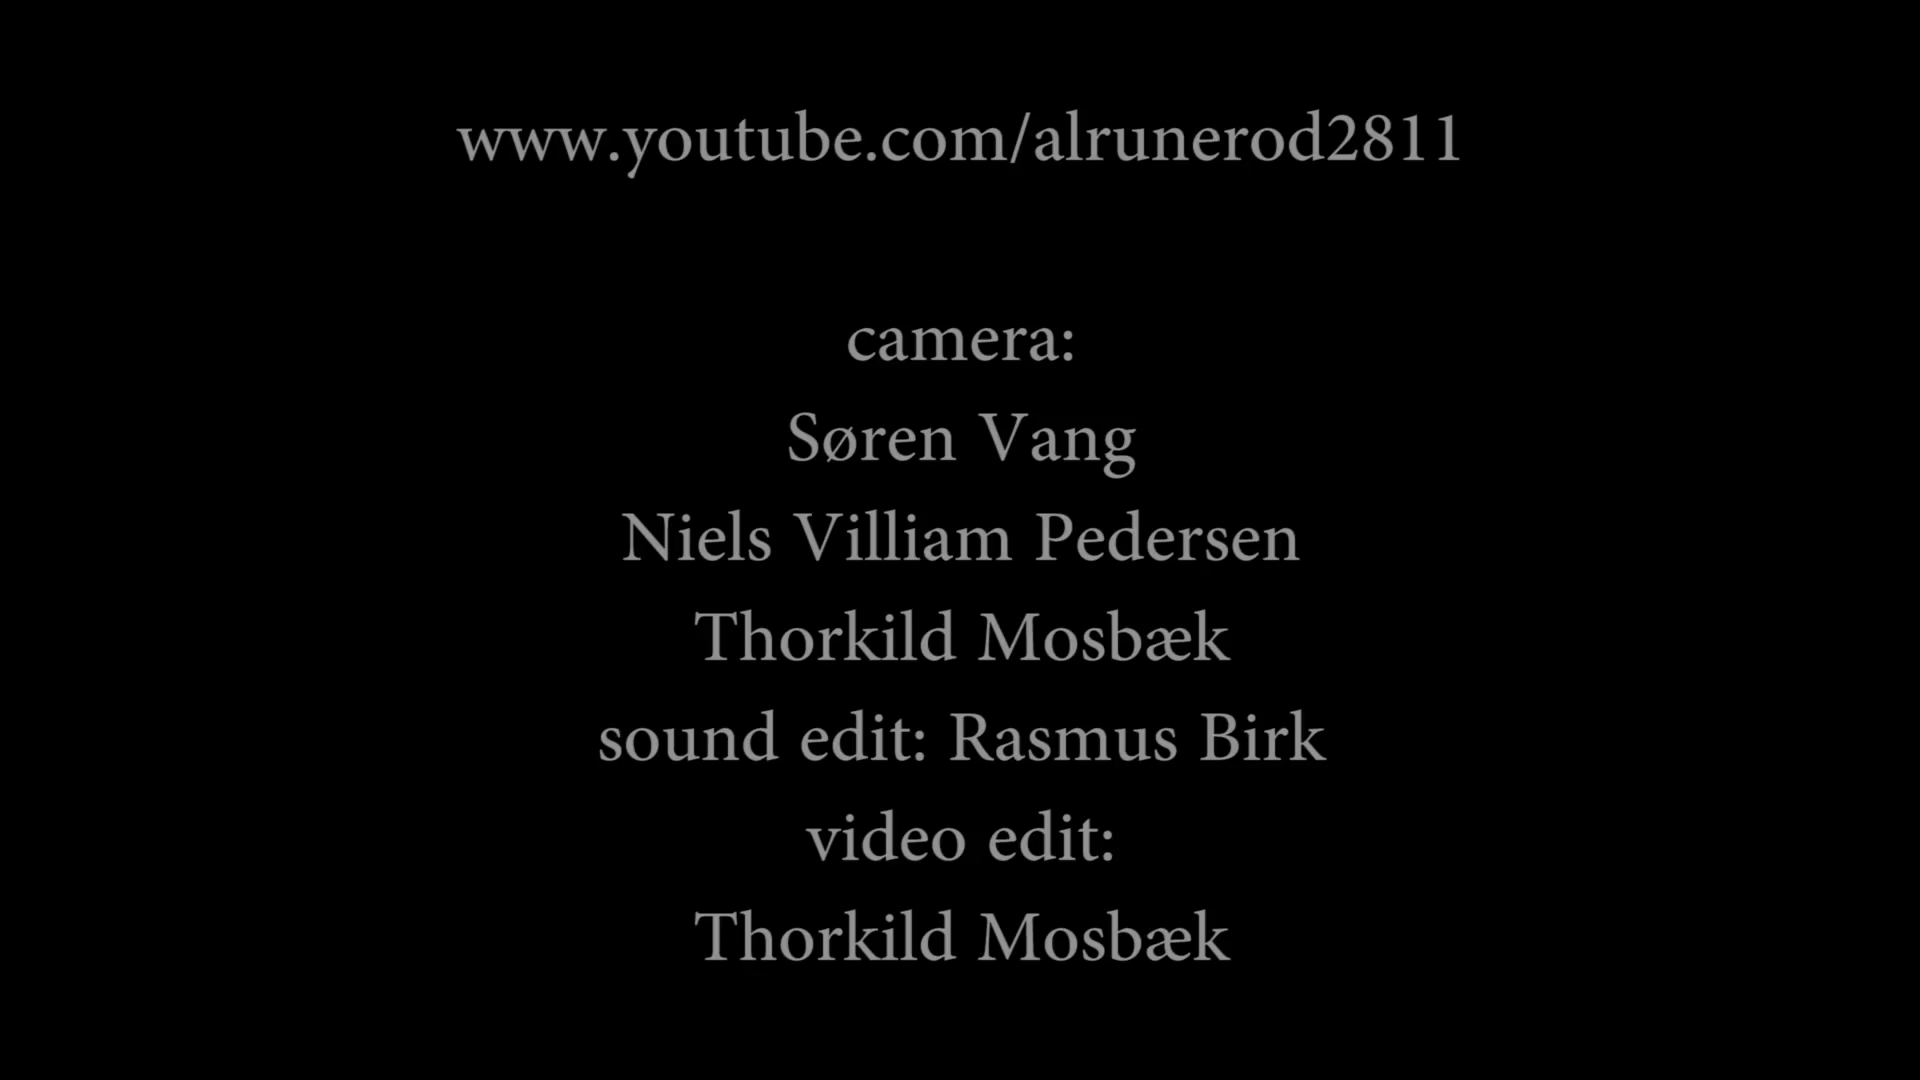 www.youtube.com/alrunerod2811
camera:
Søren Vang
Niels Villiam Pedersen
Thorkild Mosbæk
sound edit: Rasmus Birk
video edit:
Thorkild Mosbæk